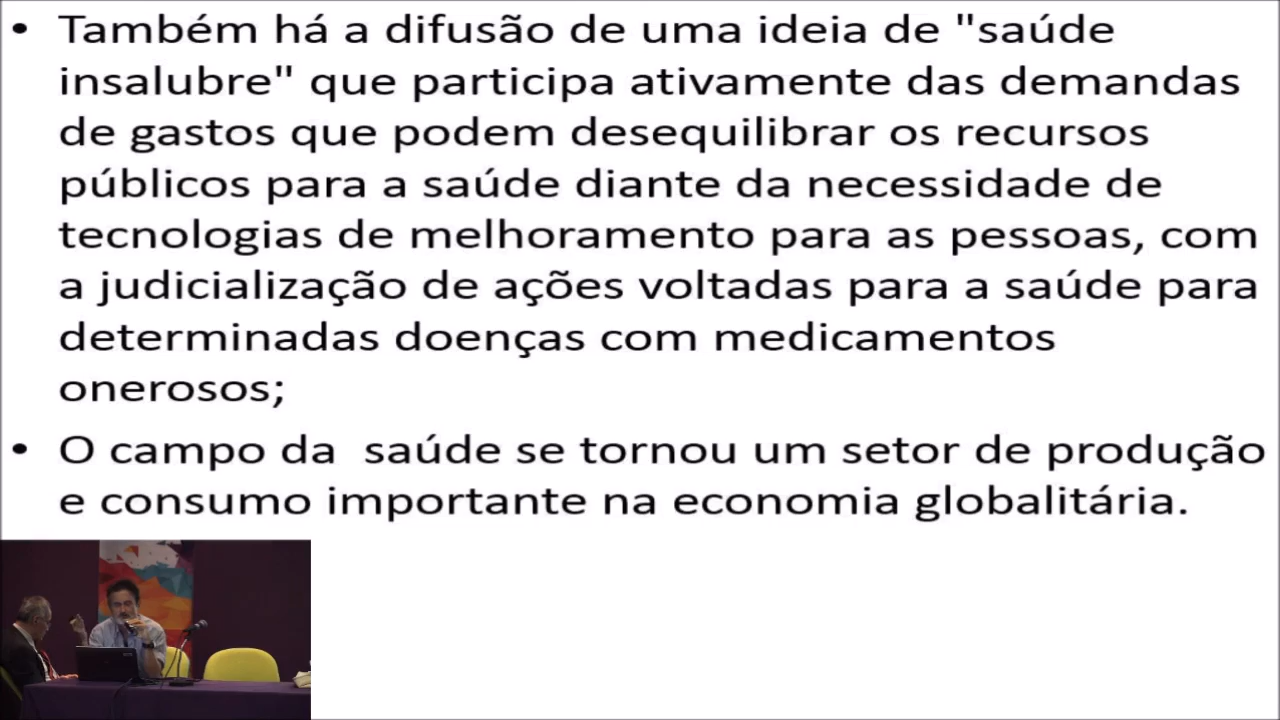 • Também há a difusão de uma ideia de "saúde
insalubre" que participa ativamente das demandas
de gastos que podem desequilibrar os recursos
públicos para a saúde diante da necessidade de
tecnologias de melhoramento para as pessoas, com
a judicialização de ações voltadas para a saúde para
determinadas doenças com medicamentos
onerosos;
• O campo da  saúde se tornou um setor de produção
e consumo importante na economia globalitária.